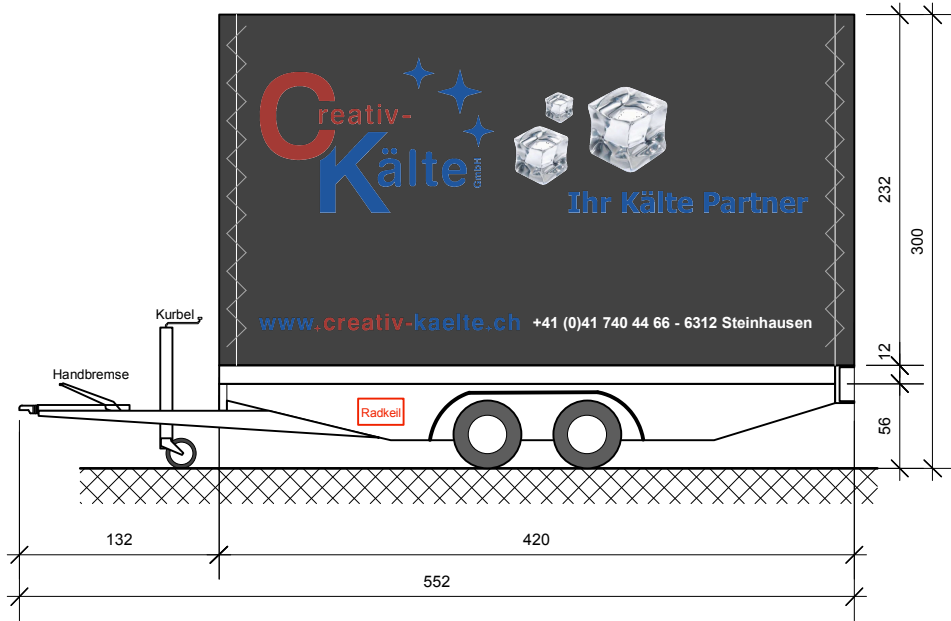 Creativ-
Kälte GmbH
Ihr Kälte Partner
www.creativ-kaelte.ch +41 (0)41 740 44 66 - 6312 Steinhausen
Kurbel
Handbremse
Radkeil
232
300
12
56
132
420
552